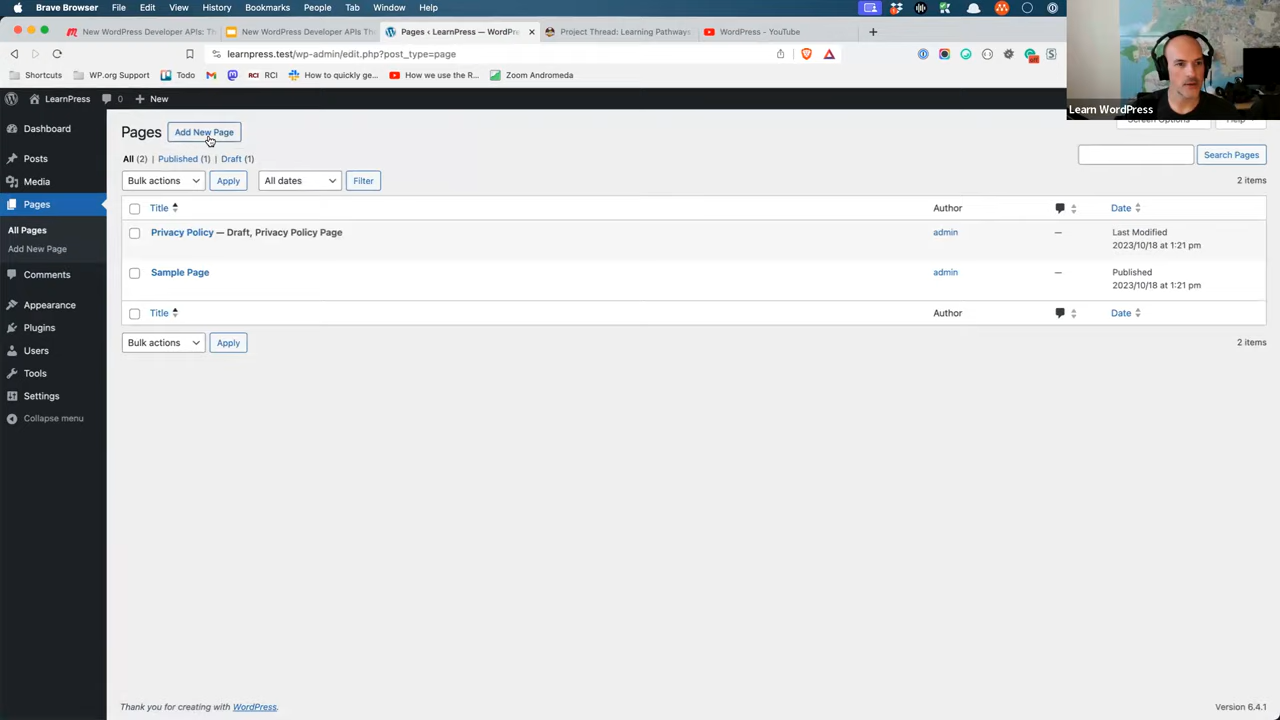 Brave Browser File Edit View History Bookmarks People Tab Window Help
New WordPress Developer APIs: Th
New WordPress Developer APIs Th
Pages ‹ LearnPress — WordPre
Project Thread: Learning Pathways
WordPress - YouTube
learnpress.test/wp-admin/edit.php?post_type=page
Shortcuts WP.org Support Todo RCI RCI How to quickly ge... How we use the R... Zoom Andromeda
Learn WordPress
LearnPress 0 New
Screen Options Help
Dashboard
Posts
Media
Pages
All Pages
Add New Page
Comments
Appearance
Plugins
Users
Tools
Settings
Collapse menu
Pages Add New Page
All (2) | Published (1) | Draft (1)
Search Pages
Bulk actions Apply All dates Filter 2 items
Title Author Date
Privacy Policy — Draft, Privacy Policy Page admin — Last Modified
2023/10/18 at 1:21 pm
Sample Page admin — Published
2023/10/18 at 1:21 pm
Title Author Date
Bulk actions Apply 2 items
Thank you for creating with WordPress. Version 6.4.1